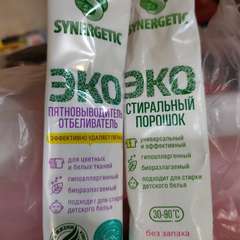 SYNERGETIC
ЭКО
ПЯТНОВЫВОДИТЕЛЬ
ОТБЕЛИВАТЕЛЬ
ЭФФЕКТИВНО УДАЛЯЕТ
для цветных
и белых тканей
гипоаллергенный
биоразлагаемый
подходит для стирки
детского белья
SYNERGETIC
ЭКО
СТИРАЛЬНЫЙ
ПОРОШОК
универсальный
и эффективный
гипоаллергенный
биоразлагаемый
подходит для стирки
детского белья
30-90°C
без запаха